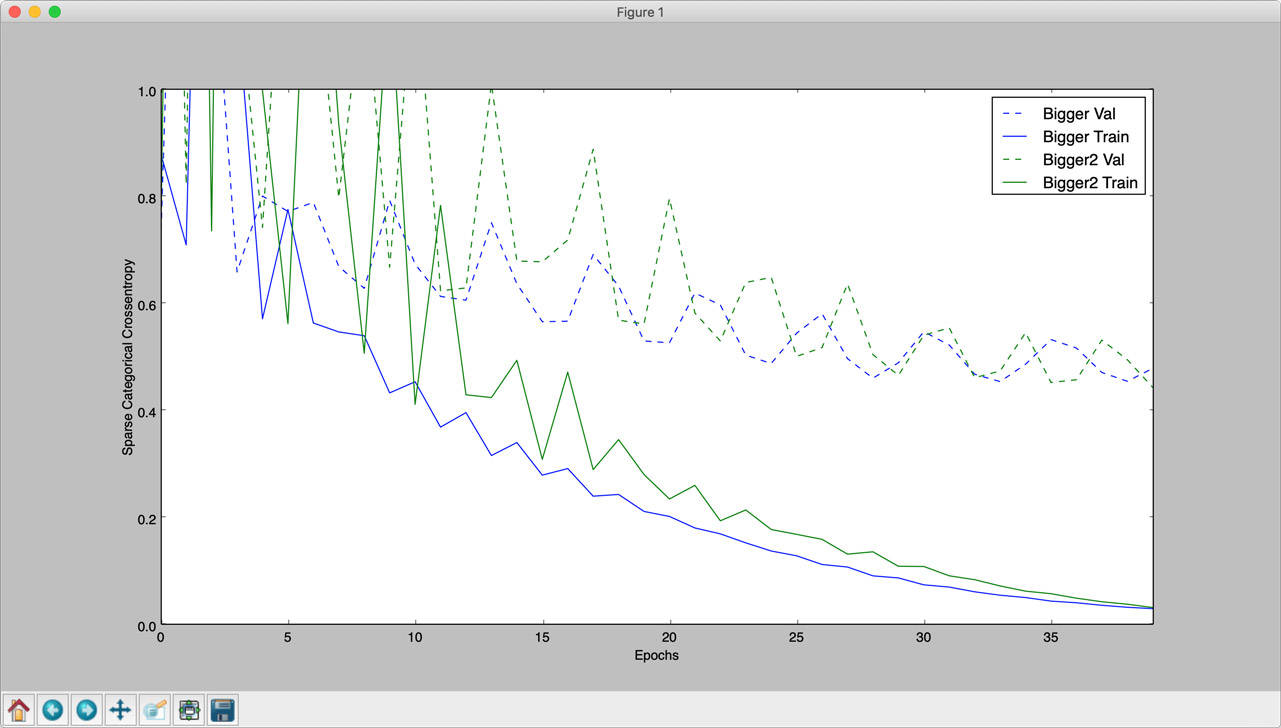 Figure 1
1.0
0.8
0.6
0.4
0.2
0.0
Sparse Categorical Crossentropy
Bigger Val
Bigger Train
Bigger2 Val
Bigger2 Train
0 5 10 15 20 25 30 35
Epochs